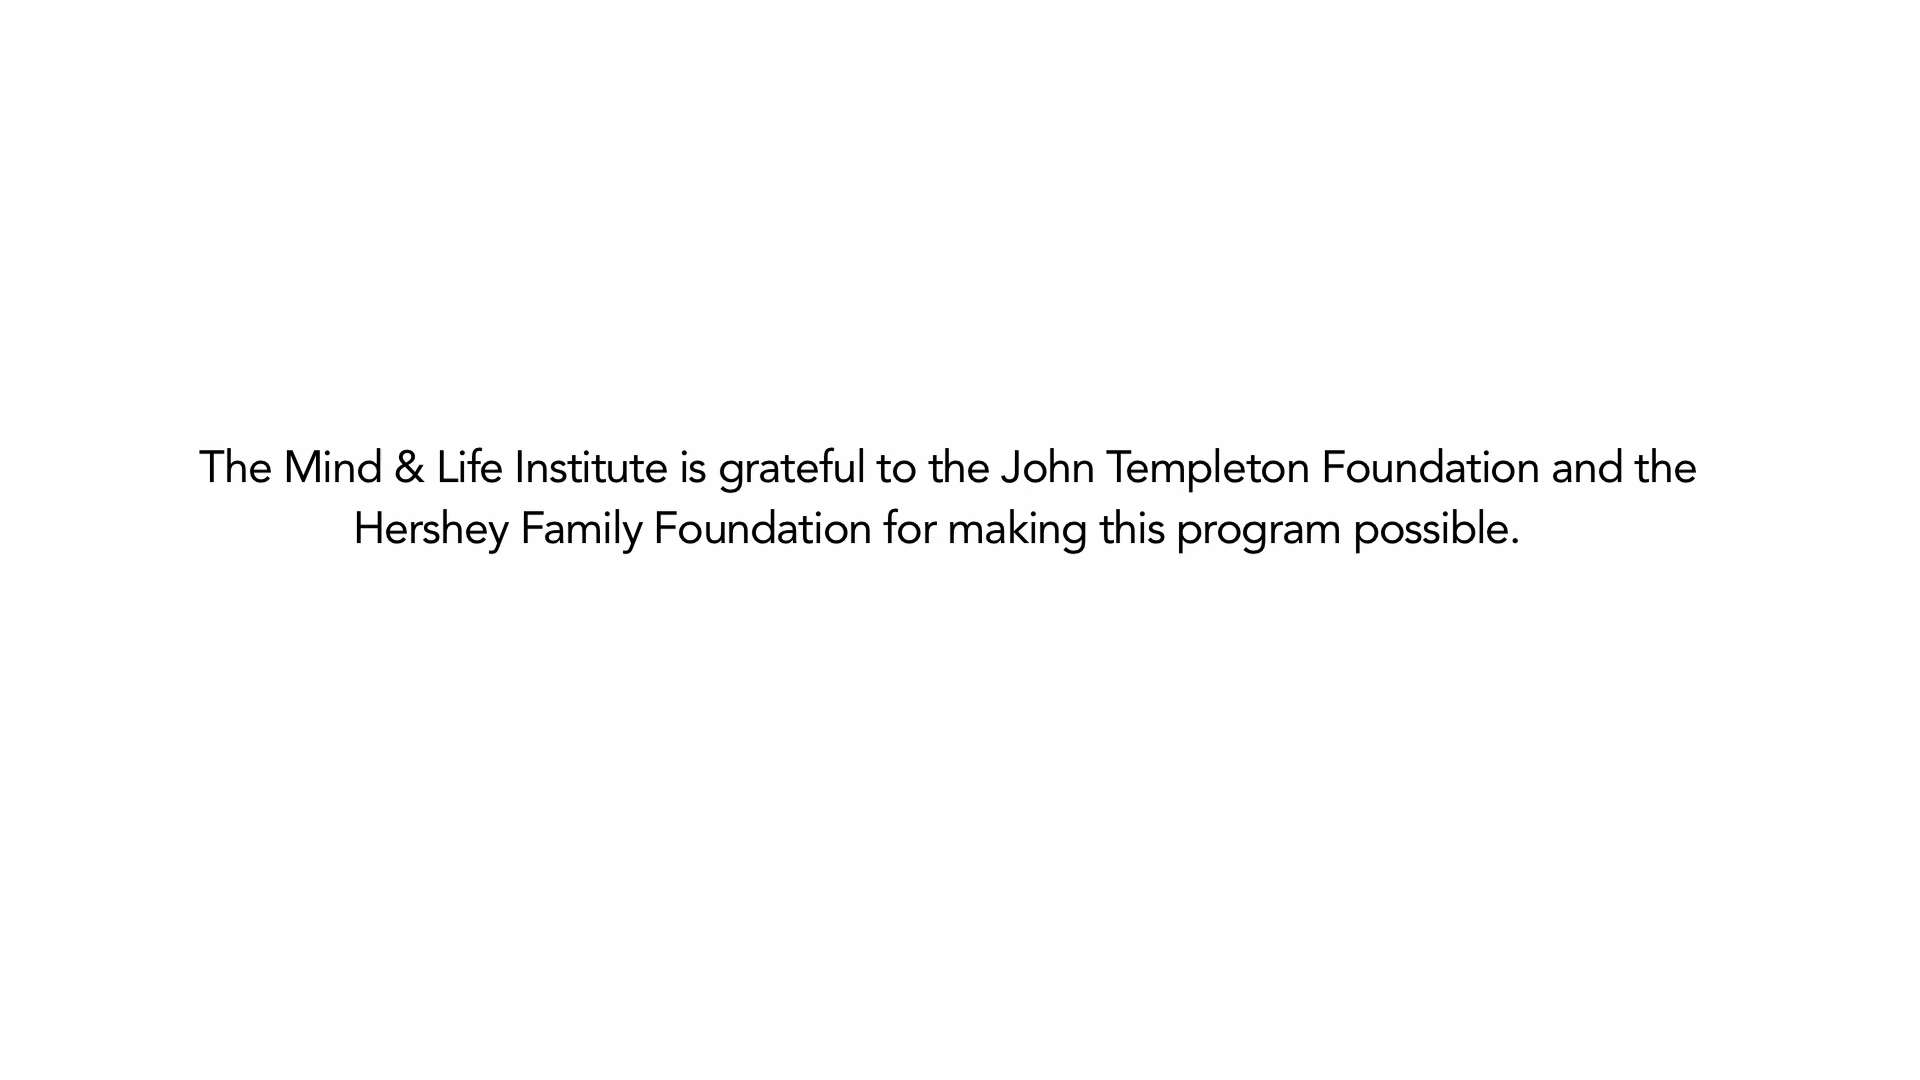 The Mind & Life Institute is grateful to the John Templeton Foundation and the
Hershey Family Foundation for making this program possible.